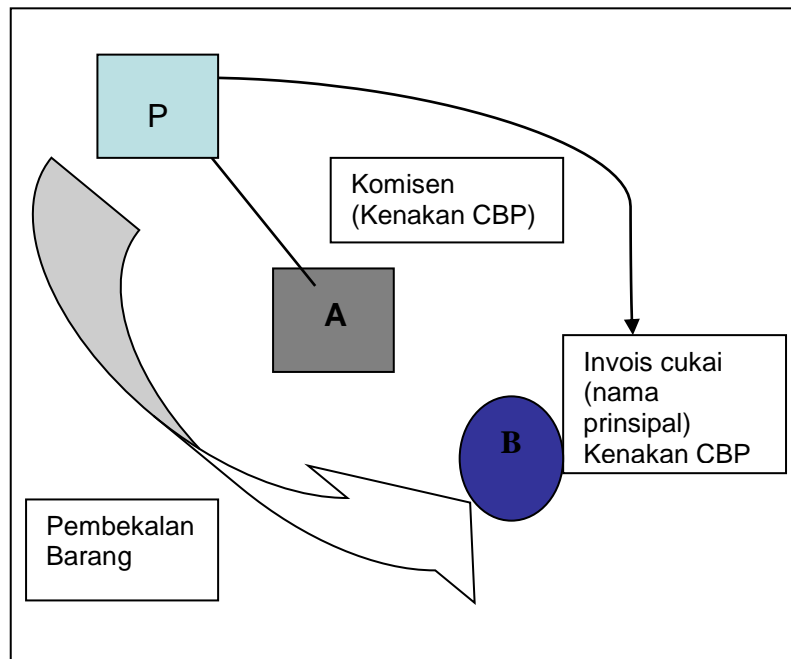 P
Komisen
(Kenakan CBP)
A
Invois cukai
(nama
prinsipal)
Kenakan CBP
B
Pembekalan
Barang